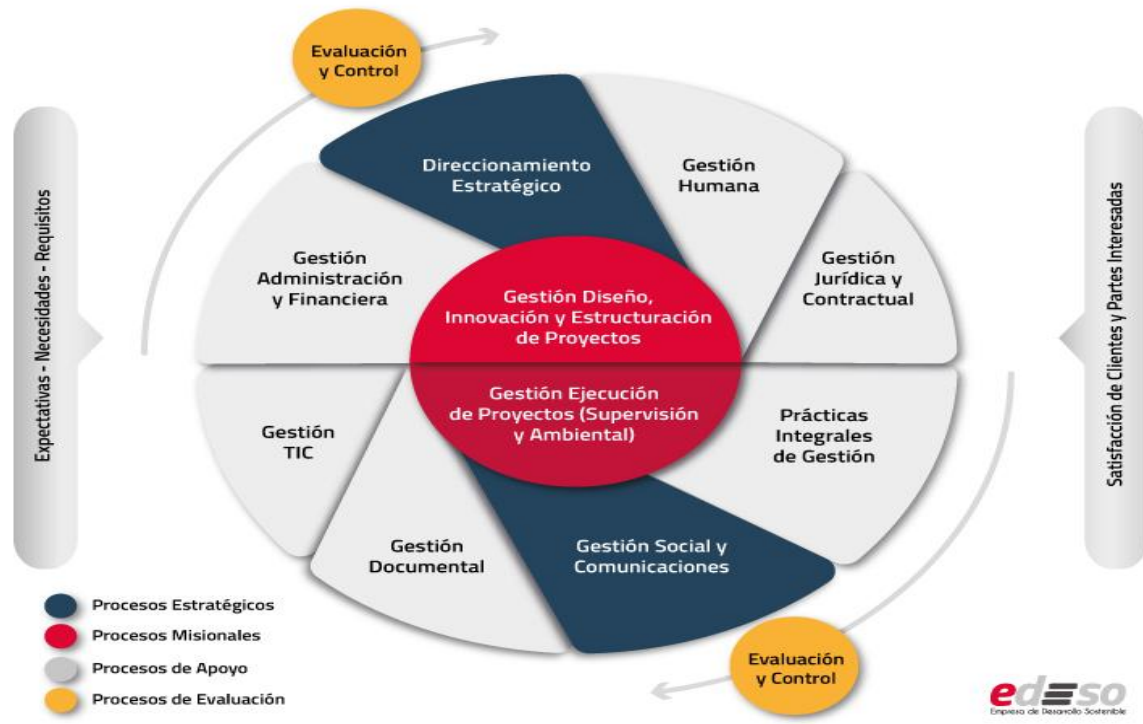 Evaluación
y Control
Expectativas - Necesidades - Requisitos
Direccionamiento
Estratégico
Gestión
Humana
Gestión
Administración
y Financiera
Gestión
Jurídica y
Contractual
Gestión Diseño,
Innovación y Estructuración
de Proyectos
Gestión Ejecución
de Proyectos (Supervisión
y Ambiental)
Gestión
TIC
Prácticas
Integrales
de Gestión
Gestión
Documental
Gestión Social y
Comunicaciones
Satisfacción de Clientes y Partes Interesadas
Procesos Estratégicos
Procesos Misionales
Procesos de Apoyo
Procesos de Evaluación
Evaluación
y Control
edeso
Empresa de Desarrollo Sostenible